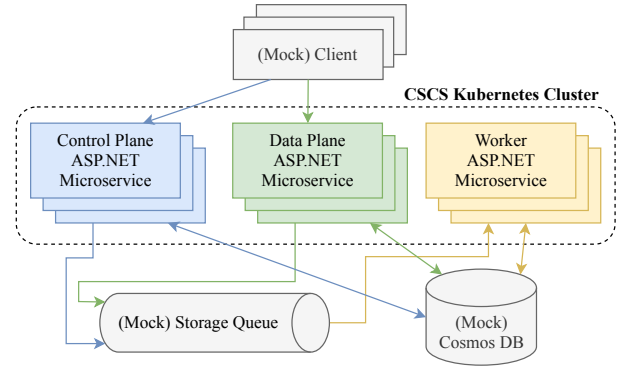 (Mock) Client
CSCS Kubernetes Cluster
Control Plane
ASP.NET
Microservice
Data Plane
ASP.NET
Microservice
Worker
ASP.NET
Microservice
(Mock) Storage Queue
(Mock)
Cosmos DB